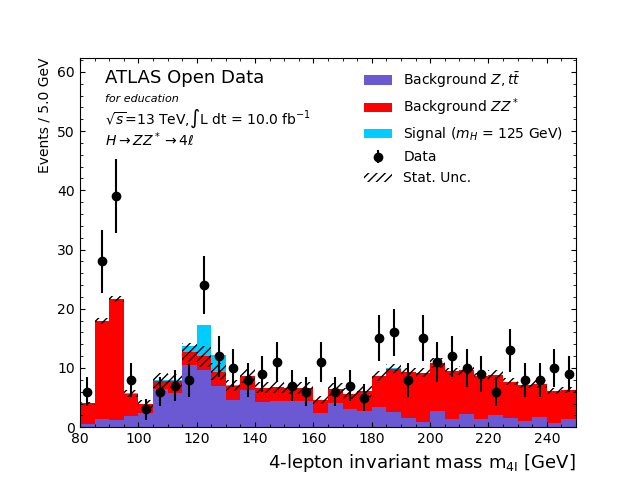 ATLAS Open Data
for education
√s=13 TeV,∫L dt = 10.0 fb⁻¹
H→ZZ*→4ℓ
Background Z, tt̄
Background ZZ*
Signal (m_H = 125 GeV)
Data
Stat. Unc.
Events / 5.0 GeV
60
50
40
30
20
10
0
80 100 120 140 160 180 200 220 240
4-lepton invariant mass m₄ₗ [GeV]